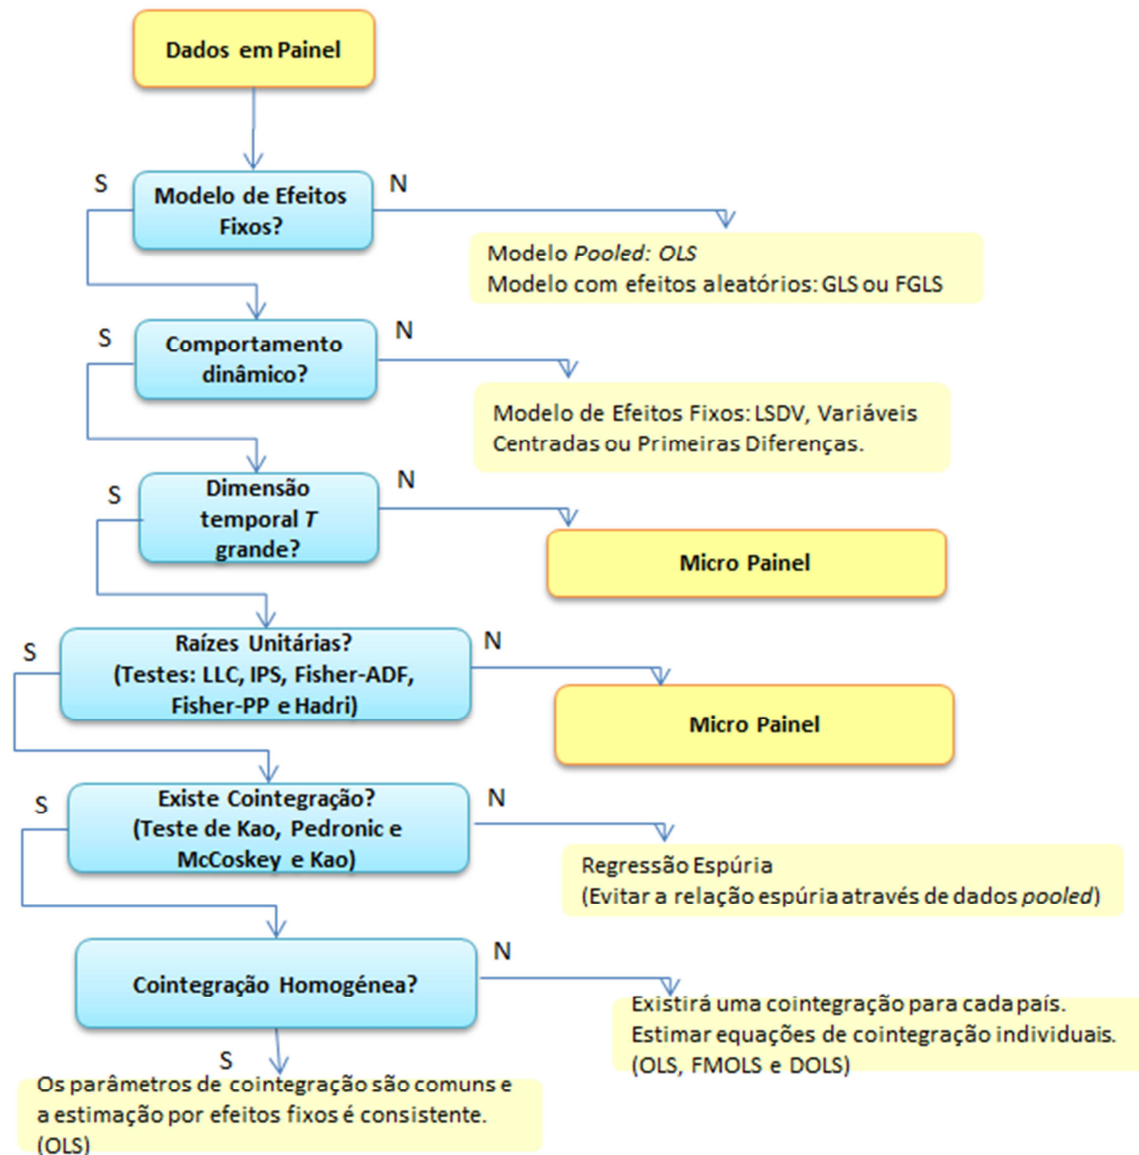 Dados em Painel
S
N
Modelo de Efeitos
Fixos?
Modelo Pooled: OLS
Modelo com efeitos aleatórios: GLS ou FGLS
S
N
Comportamento
dinâmico?
Modelo de Efeitos Fixos: LSDV, Variáveis
Centradas ou Primeiras Diferenças.
S
N
Dimensão
temporal T
grande?
Micro Painel
S
N
Raízes Unitárias?
(Testes: LLC, IPS, Fisher-ADF,
Fisher-PP e Hadri)
Micro Painel
S
N
Existe Cointegração?
(Teste de Kao, Pedronic e
McCoskey e Kao)
Regressão Espúria
(Evitar a relação espúria através de dados pooled)
N
Cointegração Homogénea?
Existirá uma cointegração para cada país.
Estimar equações de cointegração individuais.
(OLS, FMOLS e DOLS)
S
Os parâmetros de cointegração são comuns e
a estimação por efeitos fixos é consistente.
(OLS)